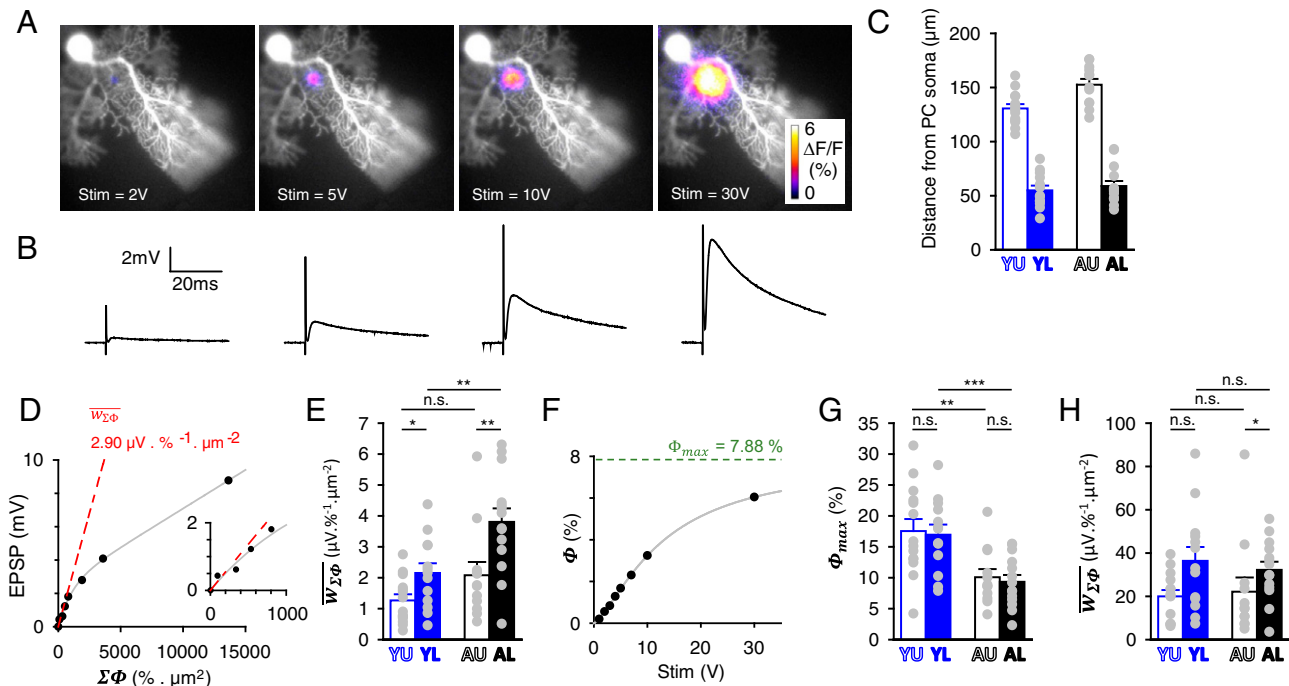 A
Stim = 2V
Stim = 5V
Stim = 10V
Stim = 30V
6
ΔF/F
(%)
0
B
2mV
20ms
C
Distance from PC soma (μm)
200
150
100
50
0
YU YL AU AL
D
w̅_ΣΦ
2.90 μV . % ⁻¹. μm⁻²
EPSP (mV)
10
0
2
0
0 1000
0 5000 10000 15000
ΣΦ (% . μm²)
E
w̅_ΣΦ (μV.%⁻¹.μm⁻²)
7
6
5
4
3
2
1
0
**
n.s.
* **
YU YL AU AL
F
Φmax = 7.88 %
Φ (%)
8
0
0 10 20 30
Stim (V)
G
Φmax (%)
35
30
25
20
15
10
5
0
***
**
n.s. n.s.
YU YL AU AL
H
w̅_ΣΦ (μV.%⁻¹.μm⁻²)
100
80
60
40
20
0
n.s.
n.s.
n.s. *
YU YL AU AL